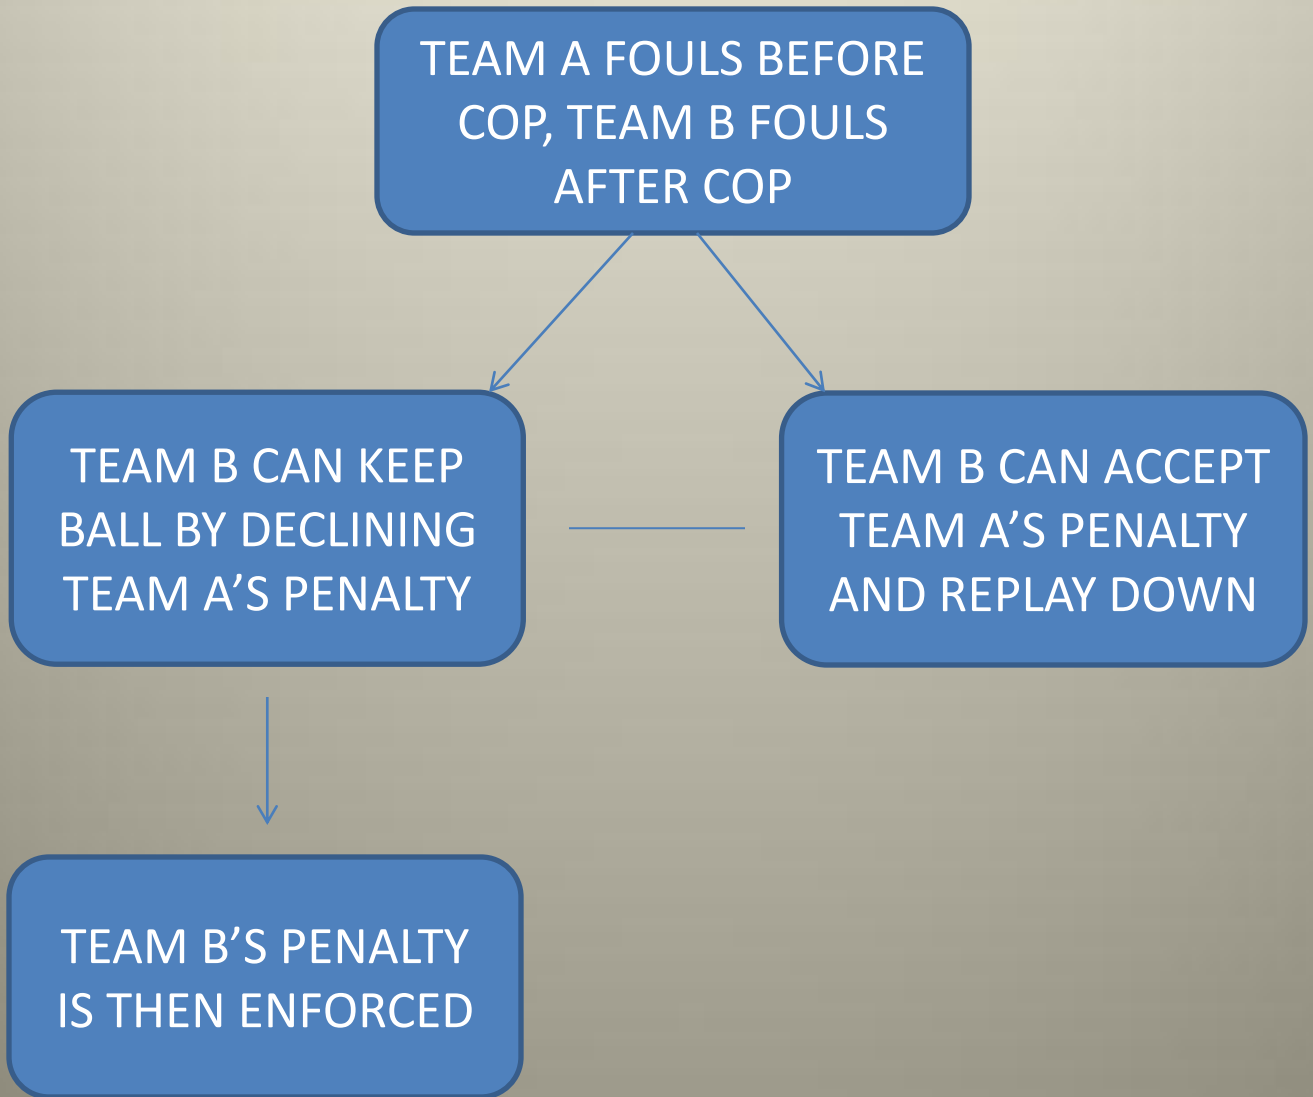 TEAM A FOULS BEFORE
COP, TEAM B FOULS
AFTER COP
TEAM B CAN KEEP
BALL BY DECLINING
TEAM A’S PENALTY
TEAM B CAN ACCEPT
TEAM A’S PENALTY
AND REPLAY DOWN
TEAM B’S PENALTY
IS THEN ENFORCED